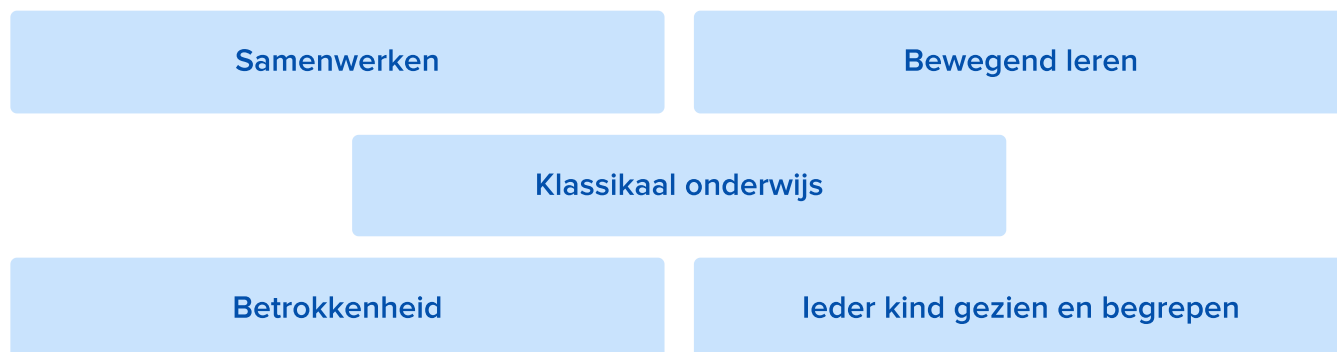 Samenwerken
Bewegend leren
Klassikaal onderwijs
Betrokkenheid
Ieder kind gezien en begrepen